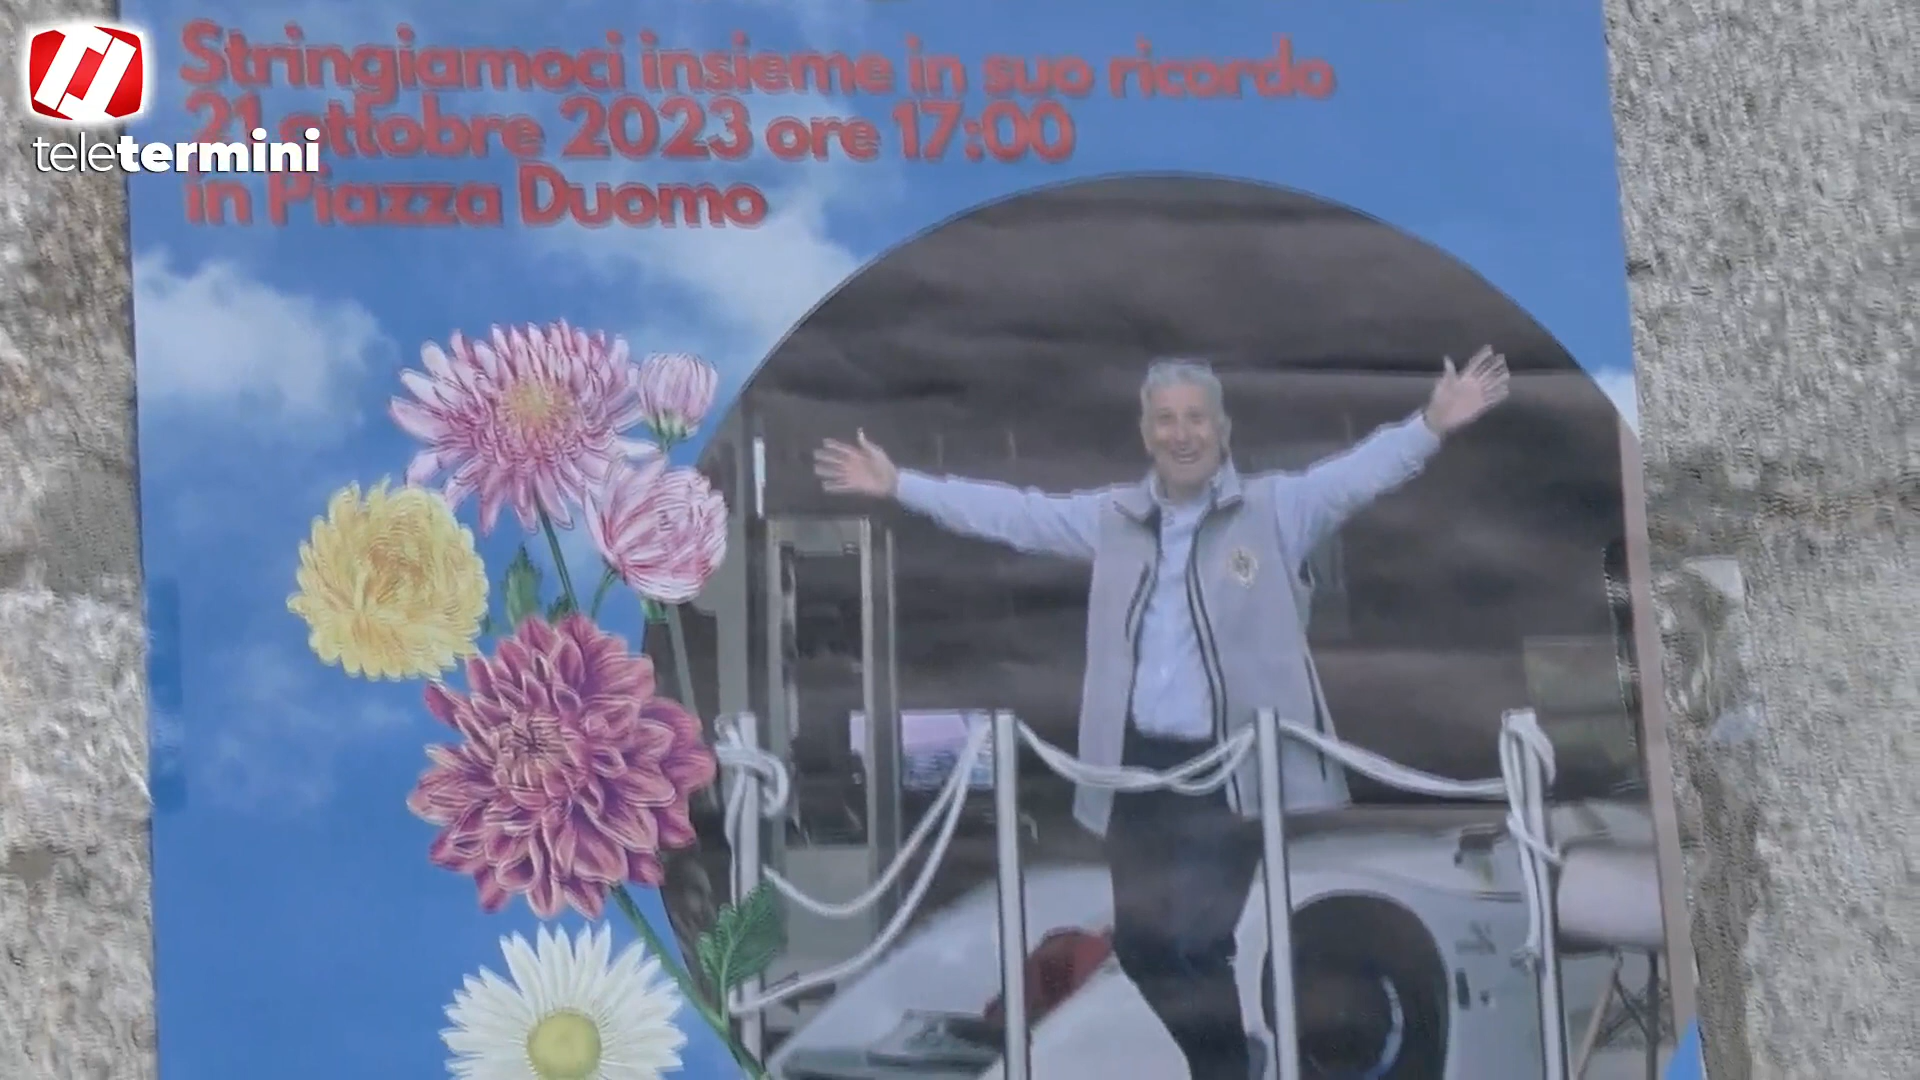 Stringiamoci insieme in suo ricordo
21 ottobre 2023 ore 17:00
teletermini
in Piazza Duomo